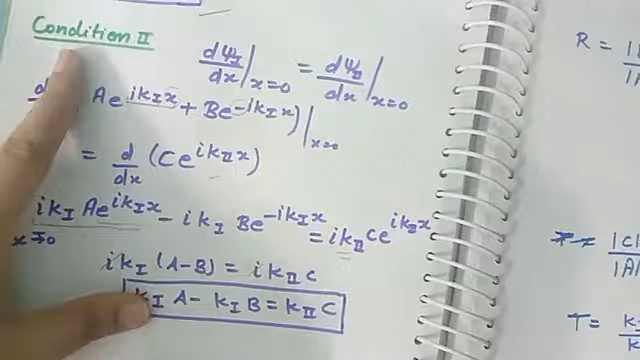 Condition II
dΨI/dx |x=0 = dΨII/dx |x=0
d Ae^ikIx + Be^-ikIx) |x=0
= d/dx (Ce^ikIIx)
ikI Ae^ikIx - ikI Be^-ikIx
= ikII Ce^ikIIx
x→0
ikI (A-B) = ikII C
kI A - kI B = kII C
R =
|C|
|A|
T =